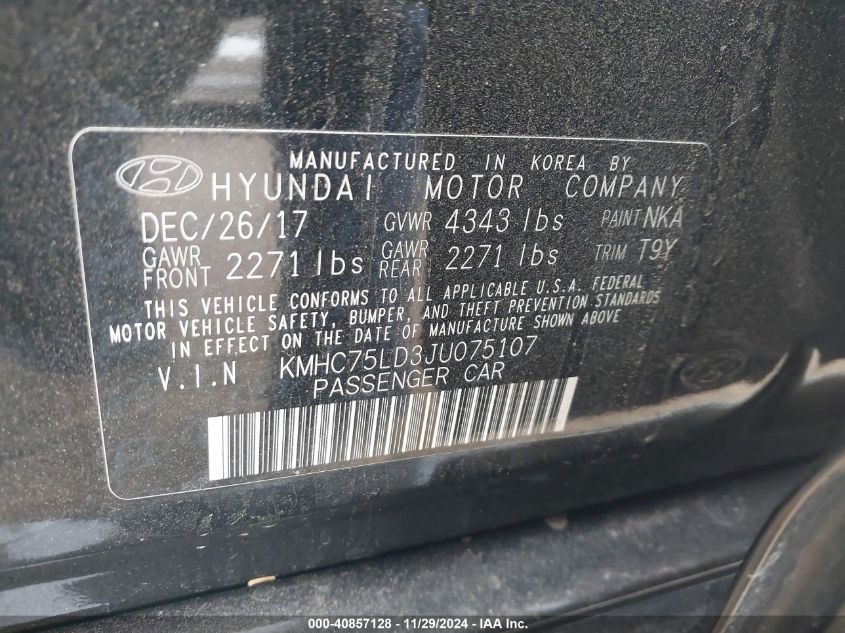 MANUFACTURED IN KOREA BY
HYUNDAI MOTOR COMPANY
DEC/26/17 GVWR 4343 lbs PAINT NKA
GAWR FRONT 2271 lbs GAWR REAR 2271 lbs TRIM T9Y
THIS VEHICLE CONFORMS TO ALL APPLICABLE U.S.A. FEDERAL
MOTOR VEHICLE SAFETY, BUMPER, AND THEFT PREVENTION STANDARDS
IN EFFECT ON THE DATE OF MANUFACTURE SHOWN ABOVE
V.I.N KMHC75LD3JU075107
PASSENGER CAR
000-40857128 - 11/29/2024 - IAA, Inc.